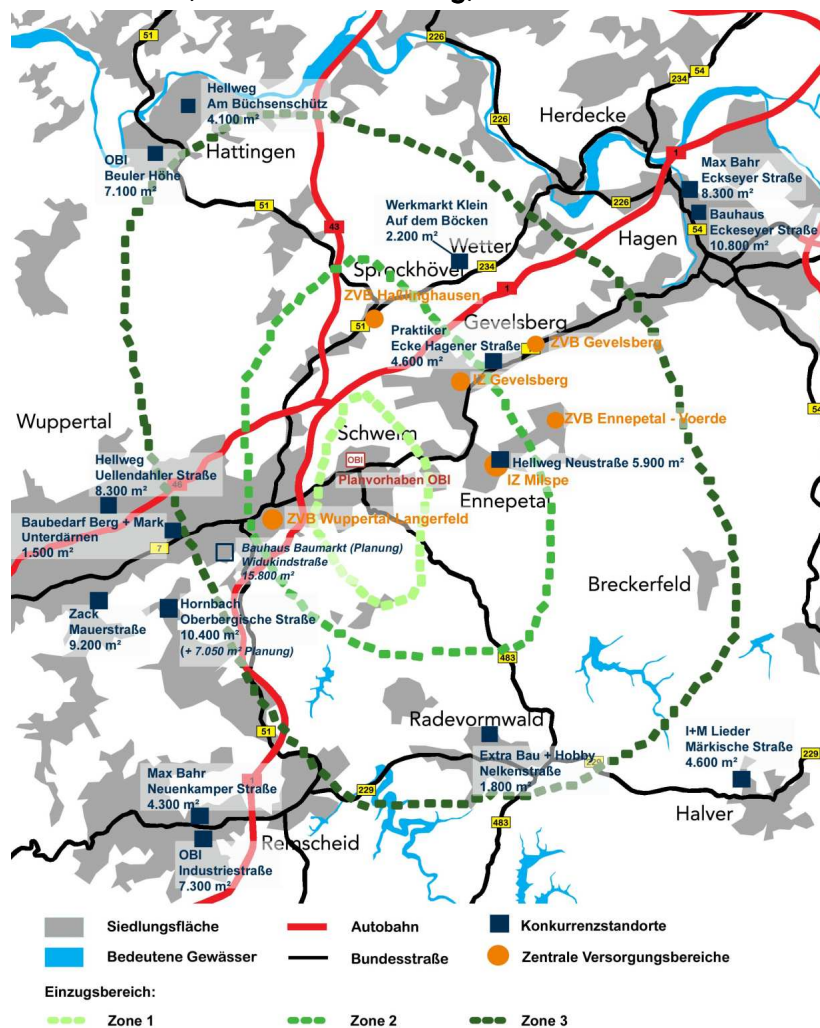 51
226
54
234
Hellweg
Am Büchsenschütz
4.100 m²
226
Herdecke
1
OBI
Beuler Höhe
7.100 m²
Hattingen
Max Bahr
Eckseyer Straße
8.300 m²
226
51
43
Werkmarkt Klein
Auf dem Böcken
2.200 m²
Wetter
234
Hagen
54
Bauhaus
Eckeseyer Straße
10.800 m²
Sprockhövel
1
ZVB Haßlinghausen
51
Gevelsberg
Praktiker
Ecke Hagener Straße
4.600 m²
ZVB Gevelsberg
IZ Gevelsberg
54
Wuppertal
Schwelm
ZVB Ennepetal - Voerde
OBI
Planvorhaben OBI
Hellweg Neustraße 5.900 m²
IZ Milspe
Ennepetal
Hellweg
Uellendahler Straße
8.300 m²
46
Baubedarf Berg + Mark
Unterdärnen
1.500 m²
7
ZVB Wuppertal-Langerfeld
Bauhaus Baumarkt (Planung)
Widukindstraße
15.800 m²
Breckerfeld
Zack
Mauerstraße
9.200 m²
Hornbach
Oberbergische Straße
10.400 m²
(+ 7.050 m² Planung)
483
51
Radevormwald
Extra Bau + Hobby
Nelkenstraße
1.800 m²
229
I+M Lieder
Märkische Straße
4.600 m²
229
Max Bahr
Neuenkamper Straße
4.300 m²
1
229
Halver
483
Remscheid
OBI
Industriestraße
7.300 m²
Siedlungsfläche
Autobahn
Konkurrenzstandorte
Bedeutene Gewässer
Bundesstraße
Zentrale Versorgungsbereiche
Einzugsbereich:
Zone 1
Zone 2
Zone 3